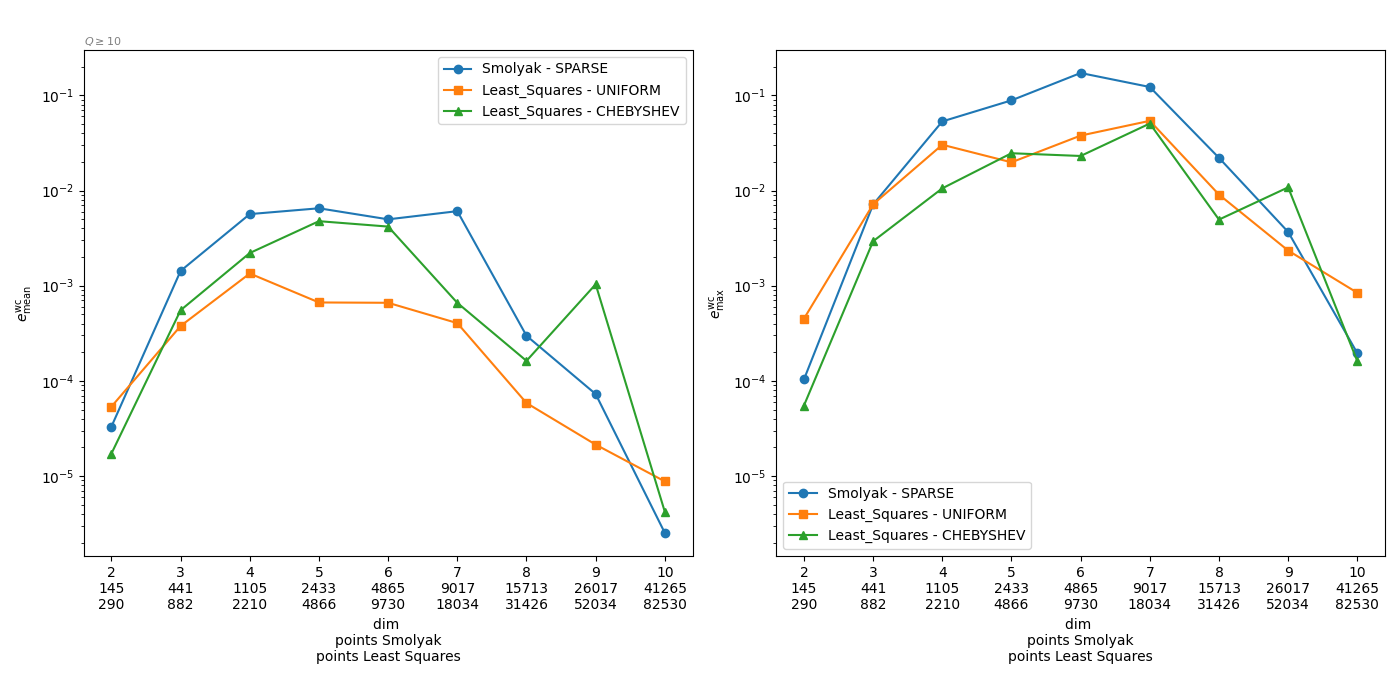 Q ≥ 10
Smolyak - SPARSE
Least_Squares - UNIFORM
Least_Squares - CHEBYSHEV
10⁻¹
10⁻²
10⁻³
10⁻⁴
10⁻⁵
e^wc_mean
2 3 4 5 6 7 8 9 10
145 441 1105 2433 4865 9017 15713 26017 41265
290 882 2210 4866 9730 18034 31426 52034 82530
dim
points Smolyak
points Least Squares
10⁻¹
10⁻²
10⁻³
10⁻⁴
10⁻⁵
e^wc_max
Smolyak - SPARSE
Least_Squares - UNIFORM
Least_Squares - CHEBYSHEV
2 3 4 5 6 7 8 9 10
145 441 1105 2433 4865 9017 15713 26017 41265
290 882 2210 4866 9730 18034 31426 52034 82530
dim
points Smolyak
points Least Squares